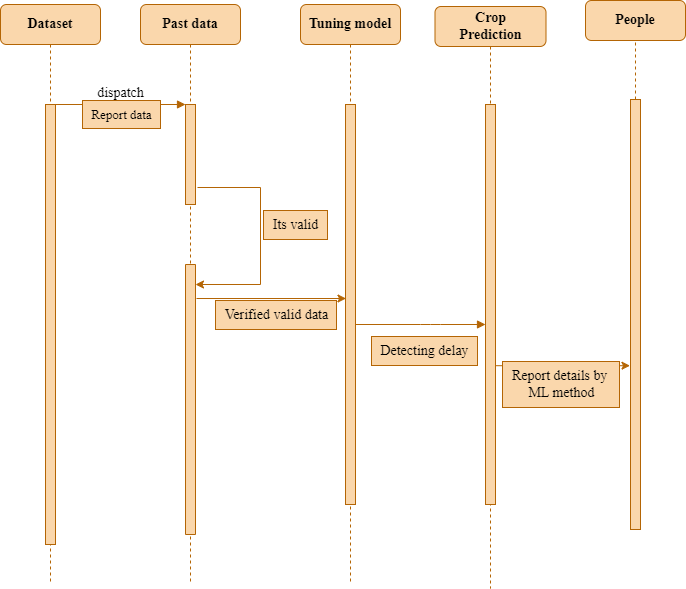 Dataset
Past data
Tuning model
Crop
Prediction
People
dispatch
Report data
Its valid
Verified valid data
Detecting delay
Report details by
ML method